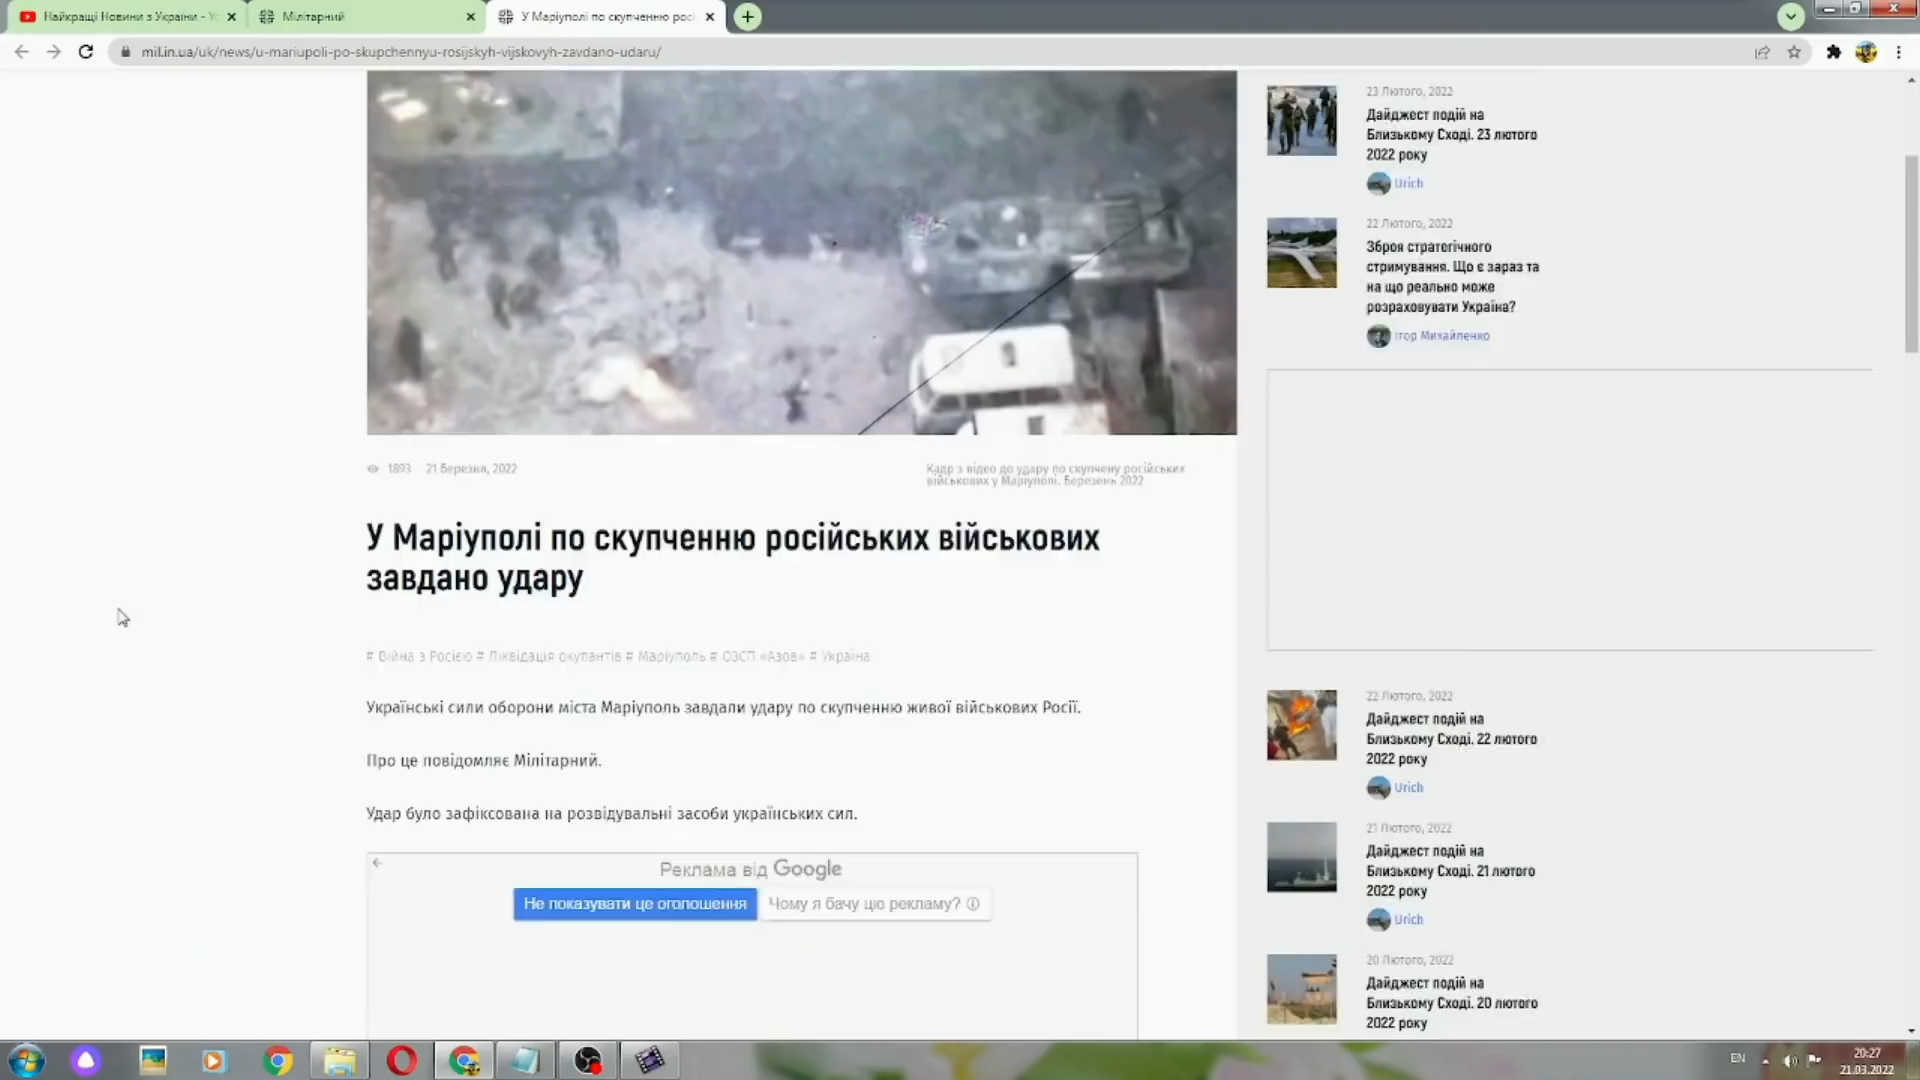 Найкращі Новини з України - Y
Мілітарний
У Маріуполі по скупченню росі
mil.in.ua/uk/news/u-mariupoli-po-skupchennyu-rosijskyh-vijskovyh-zavdano-udaru/
1893 21 Березня, 2022
Кадр з відео до удару по скупчену російських
військових у Маріуполі. Березень 2022
У Маріуполі по скупченню російських військових
завдано удару
# Війна з Росією # Ліквідація окупантів # Маріуполь # ОЗСП «Азов» # Україна
Українські сили оборони міста Маріуполь завдали удару по скупченню живої військових Росії.
Про це повідомляє Мілітарний.
Удар було зафіксована на розвідувальні засоби українських сил.
Реклама від Google
Не показувати це оголошення
Чому я бачу цю рекламу?
23 Лютого, 2022
Дайджест подій на
Близькому Сході. 23 лютого
2022 року
Urich
22 Лютого, 2022
Зброя стратегічного
стримування. Що є зараз та
на що реально може
розраховувати Україна?
Ігор Михайленко
22 Лютого, 2022
Дайджест подій на
Близькому Сході. 22 лютого
2022 року
Urich
21 Лютого, 2022
Дайджест подій на
Близькому Сході. 21 лютого
2022 року
Urich
20 Лютого, 2022
Дайджест подій на
Близькому Сході. 20 лютого
2022 року
EN
20:27
21.03.2022